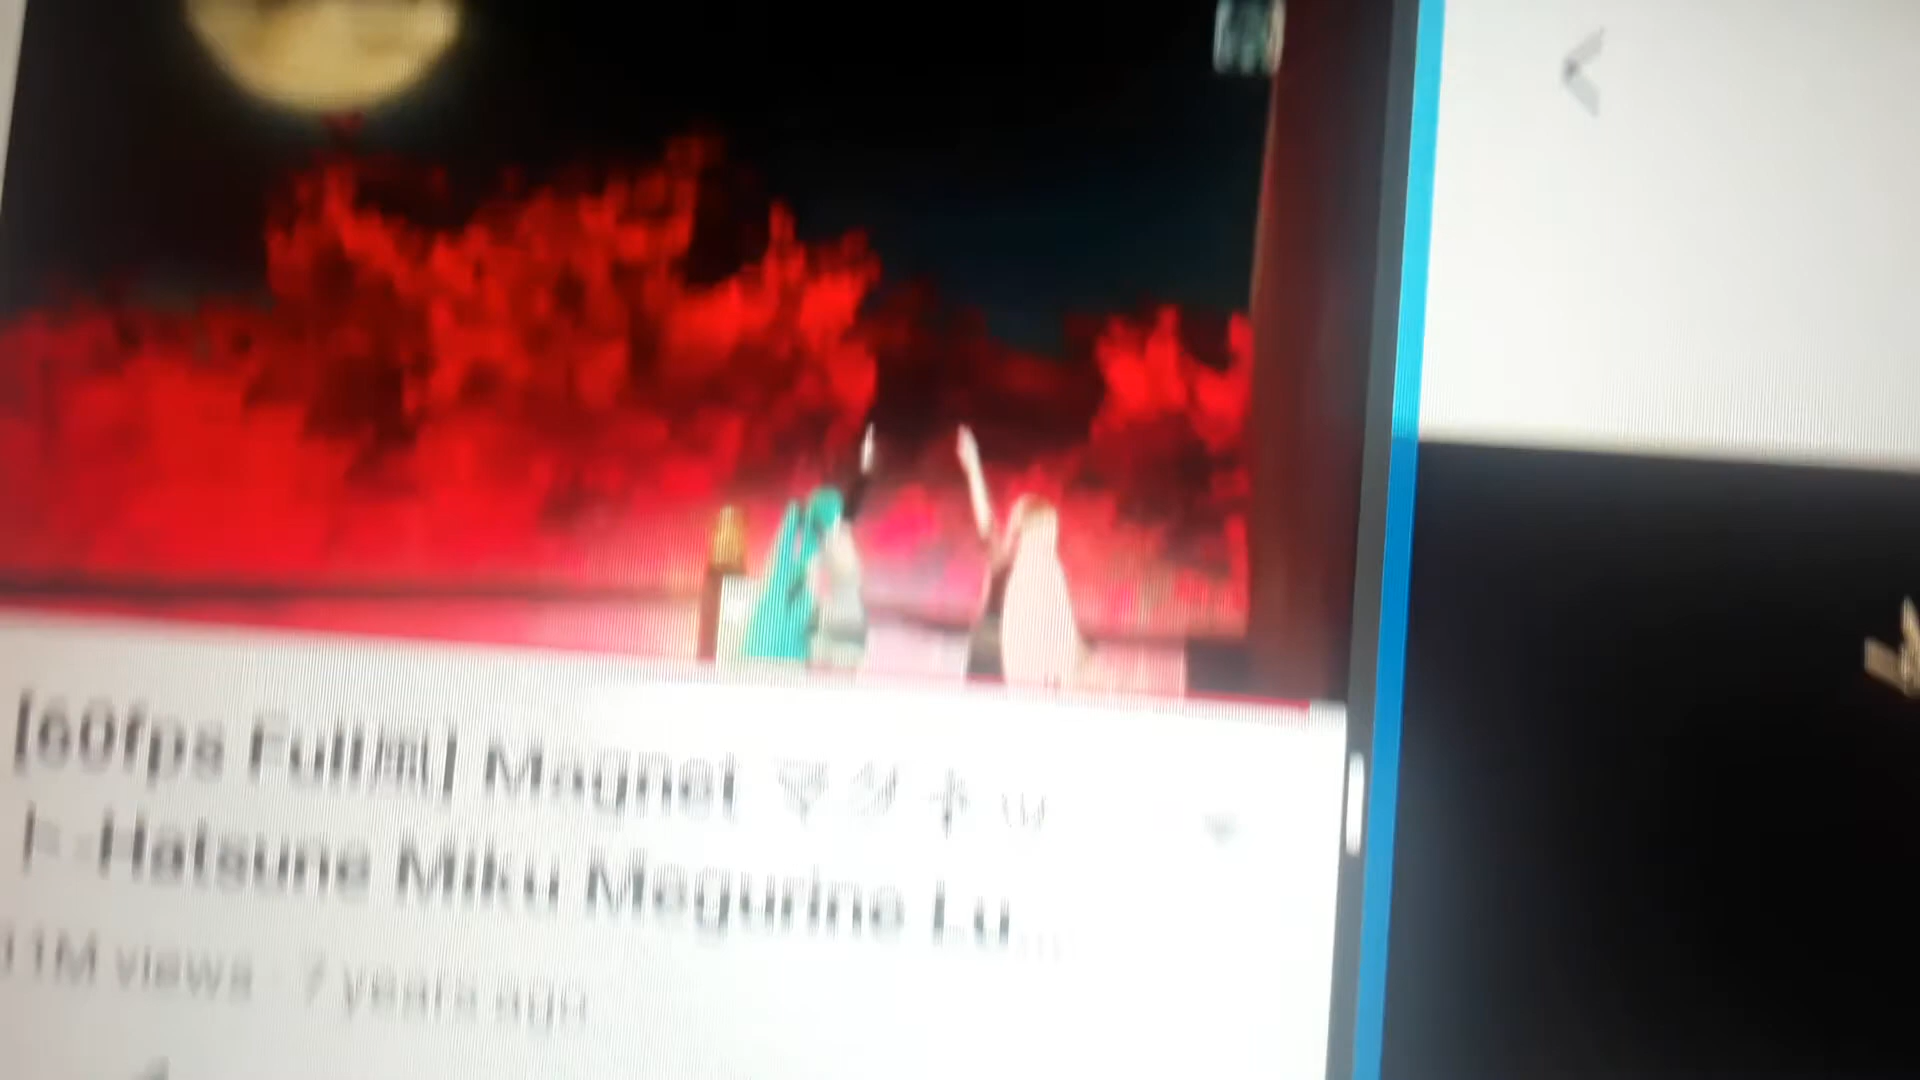 [60fps Full風] Magnet マグネッ
ト-Hatsune Miku Megurine Lu...
1M views 7 years ago